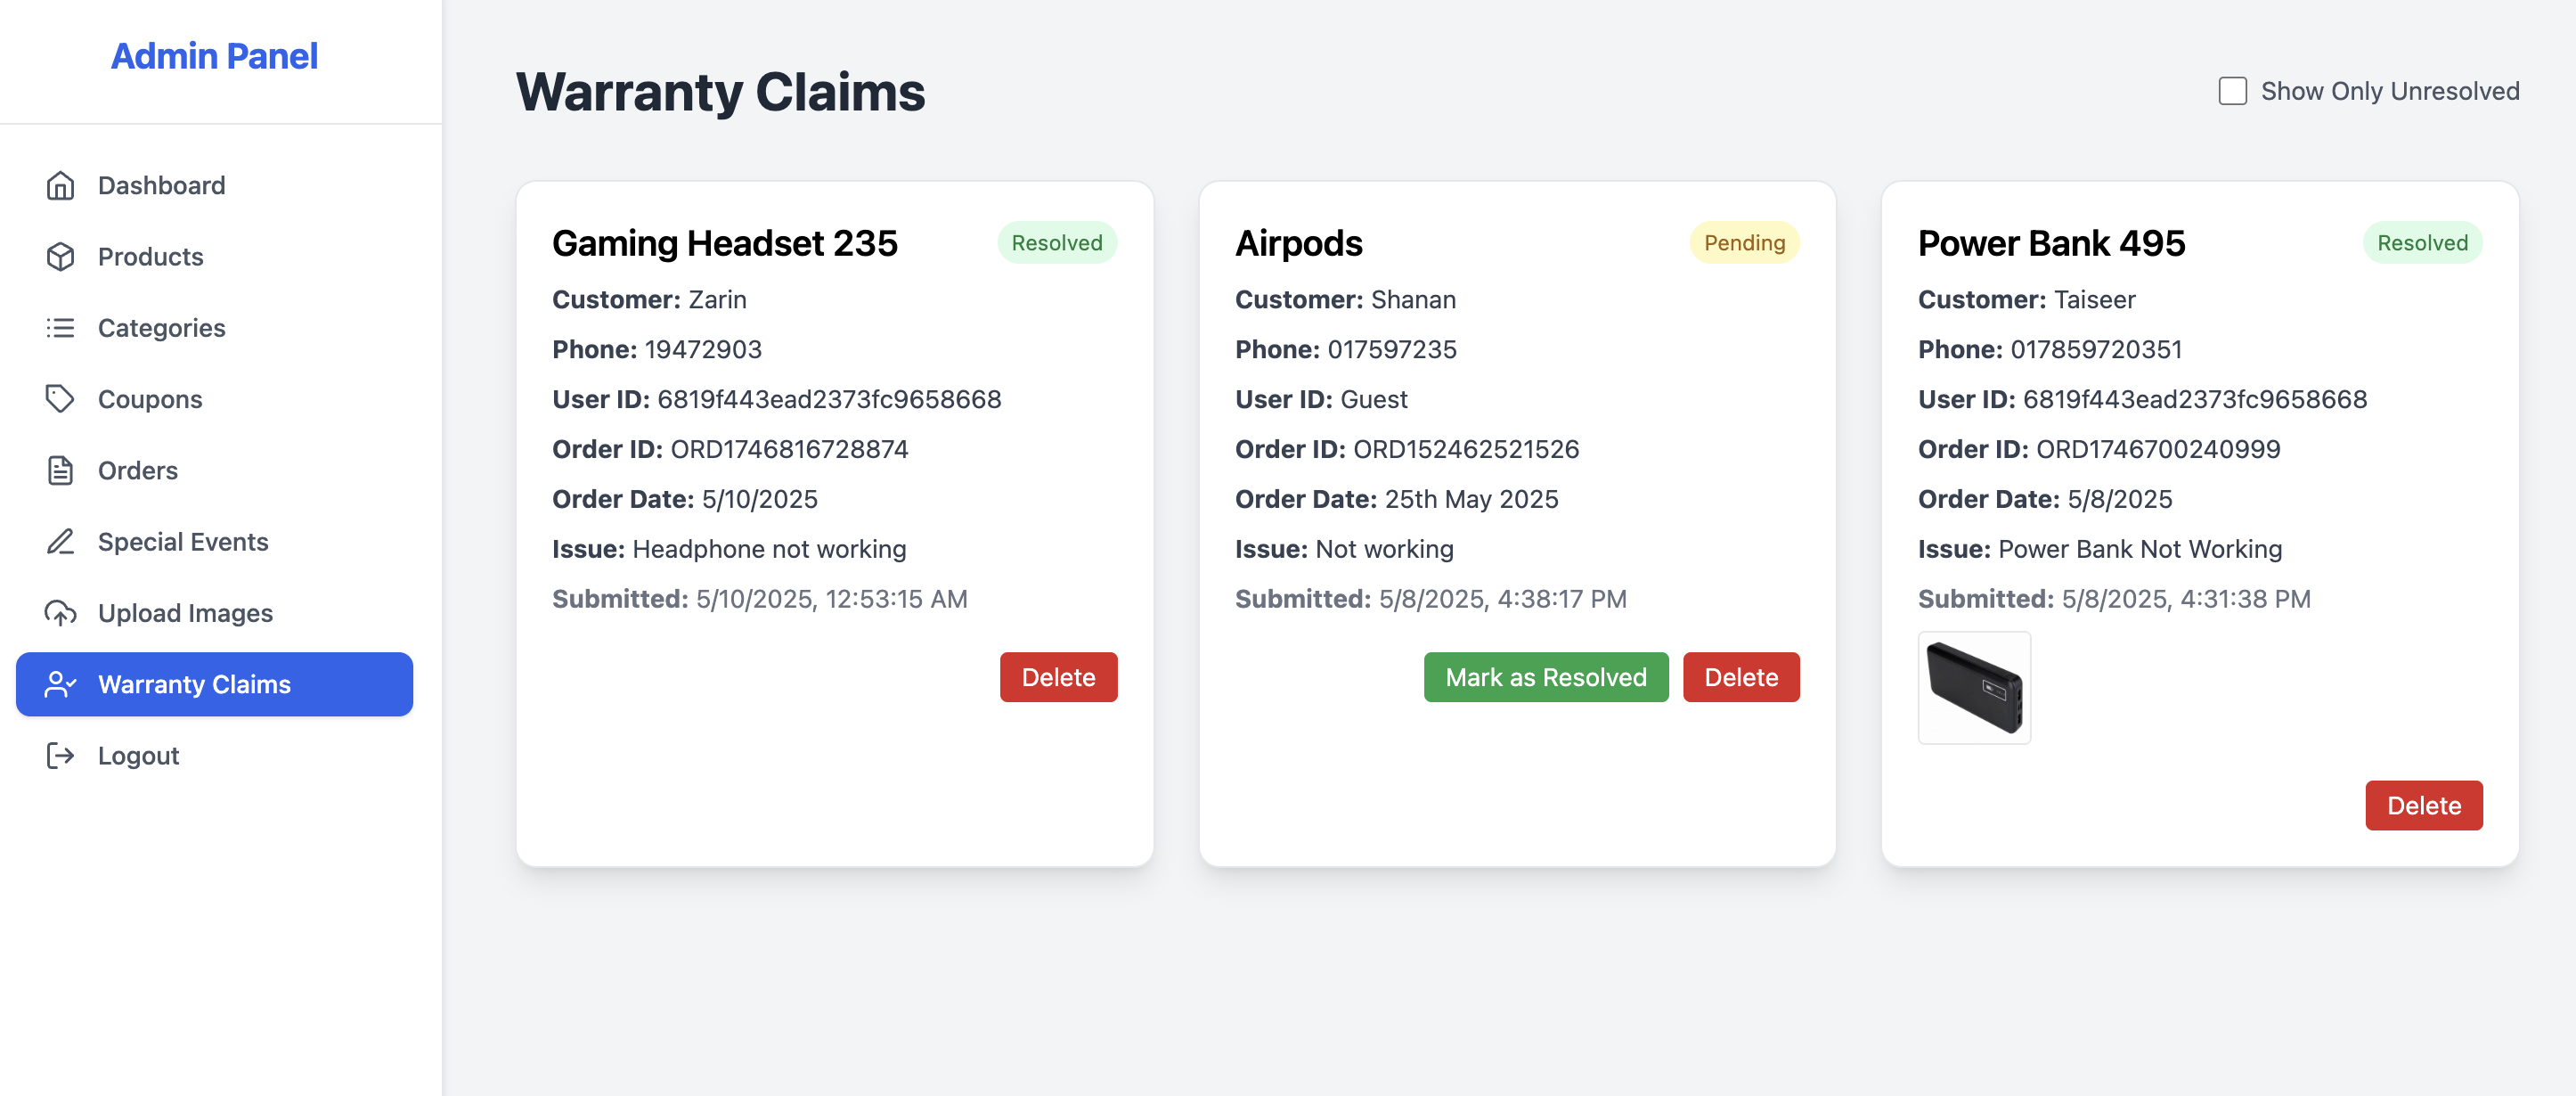 Admin Panel
Dashboard
Products
Categories
Coupons
Orders
Special Events
Upload Images
Warranty Claims
Logout
Warranty Claims
Show Only Unresolved
Gaming Headset 235
Resolved
Customer: Zarin
Phone: 19472903
User ID: 6819f443ead2373fc9658668
Order ID: ORD1746816728874
Order Date: 5/10/2025
Issue: Headphone not working
Submitted: 5/10/2025, 12:53:15 AM
Delete
Airpods
Pending
Customer: Shanan
Phone: 017597235
User ID: Guest
Order ID: ORD152462521526
Order Date: 25th May 2025
Issue: Not working
Submitted: 5/8/2025, 4:38:17 PM
Mark as Resolved
Delete
Power Bank 495
Resolved
Customer: Taiseer
Phone: 017859720351
User ID: 6819f443ead2373fc9658668
Order ID: ORD1746700240999
Order Date: 5/8/2025
Issue: Power Bank Not Working
Submitted: 5/8/2025, 4:31:38 PM
Delete